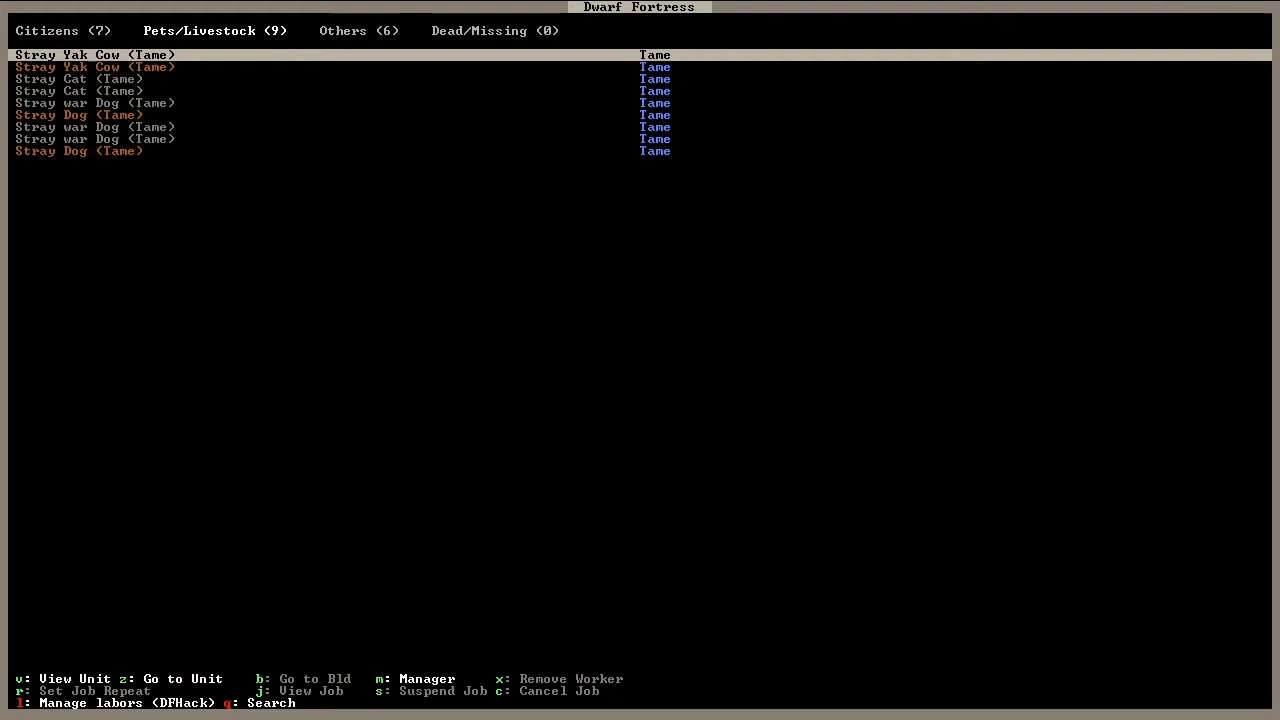 Dwarf Fortress
Citizens (7) Pets/Livestock (9) Others (6) Dead/Missing (0)
Stray Yak Cow (Tame) Tame
Stray Yak Cow (Tame) Tame
Stray Cat (Tame) Tame
Stray Cat (Tame) Tame
Stray war Dog (Tame) Tame
Stray Dog (Tame) Tame
Stray war Dog (Tame) Tame
Stray war Dog (Tame) Tame
Stray Dog (Tame) Tame
v: View Unit z: Go to Unit b: Go to Bld m: Manager x: Remove Worker
r: Set Job Repeat j: View Job s: Suspend Job c: Cancel Job
l: Manage labors (DFHack) q: Search